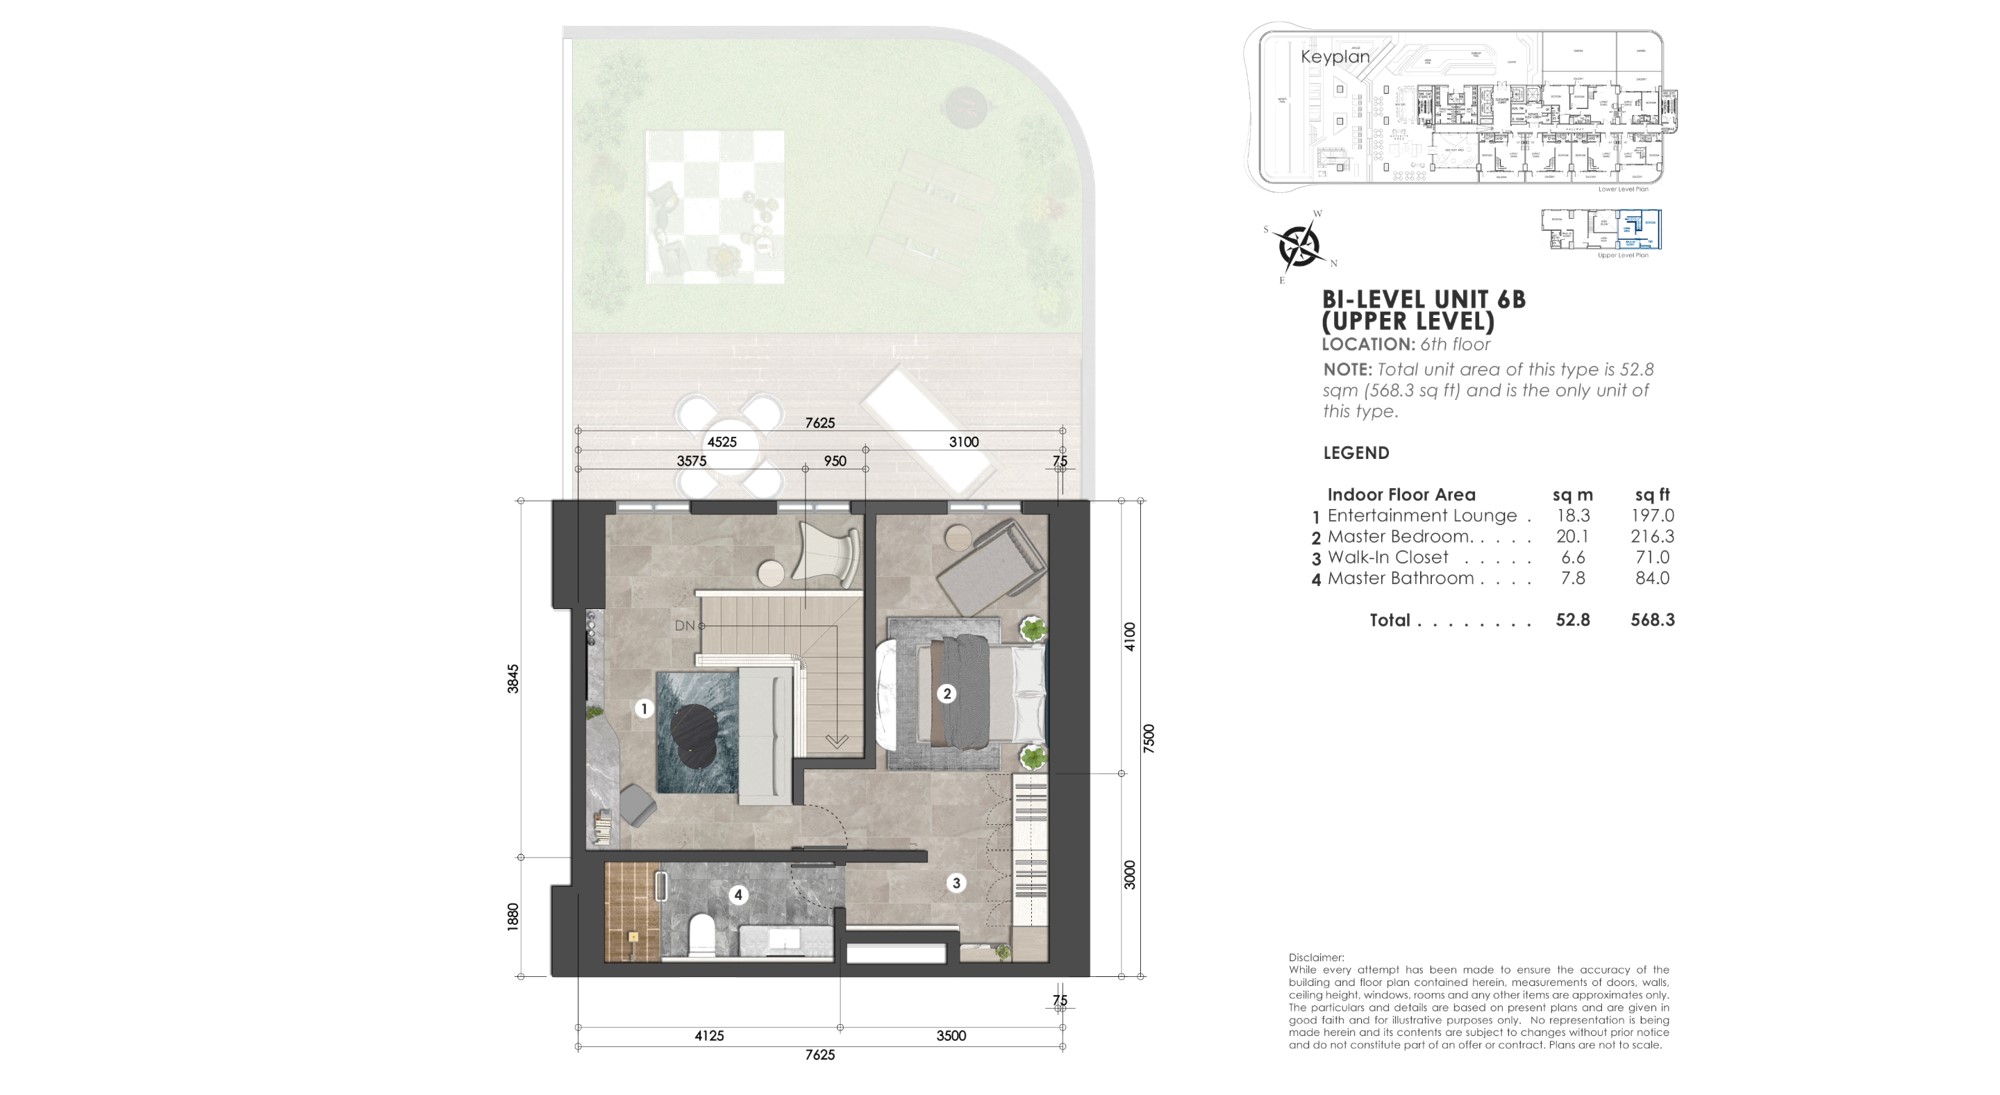 Keyplan
Lower Level Plan
W
S
N
E
Upper Level Plan
BI-LEVEL UNIT 6B
(UPPER LEVEL)
LOCATION: 6th floor
NOTE: Total unit area of this type is 52.8
sqm (568.3 sq ft) and is the only unit of
this type.
LEGEND
Indoor Floor Area sq m sq ft
1 Entertainment Lounge . 18.3 197.0
2 Master Bedroom. . . . . 20.1 216.3
3 Walk-In Closet . . . . . 6.6 71.0
4 Master Bathroom . . . . 7.8 84.0
Total . . . . . . . . 52.8 568.3
7625
4525 3100
3575 950 75
DN
4100
3845
2
1
7500
3000
3
4
1880
75
4125 3500
7625
Disclaimer:
While every attempt has been made to ensure the accuracy of the
building and floor plan contained herein, measurements of doors, walls,
ceiling height, windows, rooms and any other items are approximates only.
The particulars and details are based on present plans and are given in
good faith and for illustrative purposes only. No representation is being
made herein and its contents are subject to changes without prior notice
and do not constitute part of an offer or contract. Plans are not to scale.